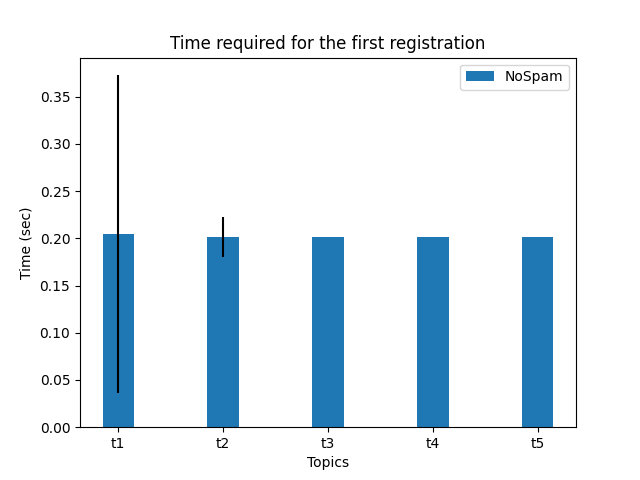 Time required for the first registration
NoSpam
0.35
0.30
0.25
0.20
0.15
0.10
0.05
0.00
Time (sec)
t1 t2 t3 t4 t5
Topics